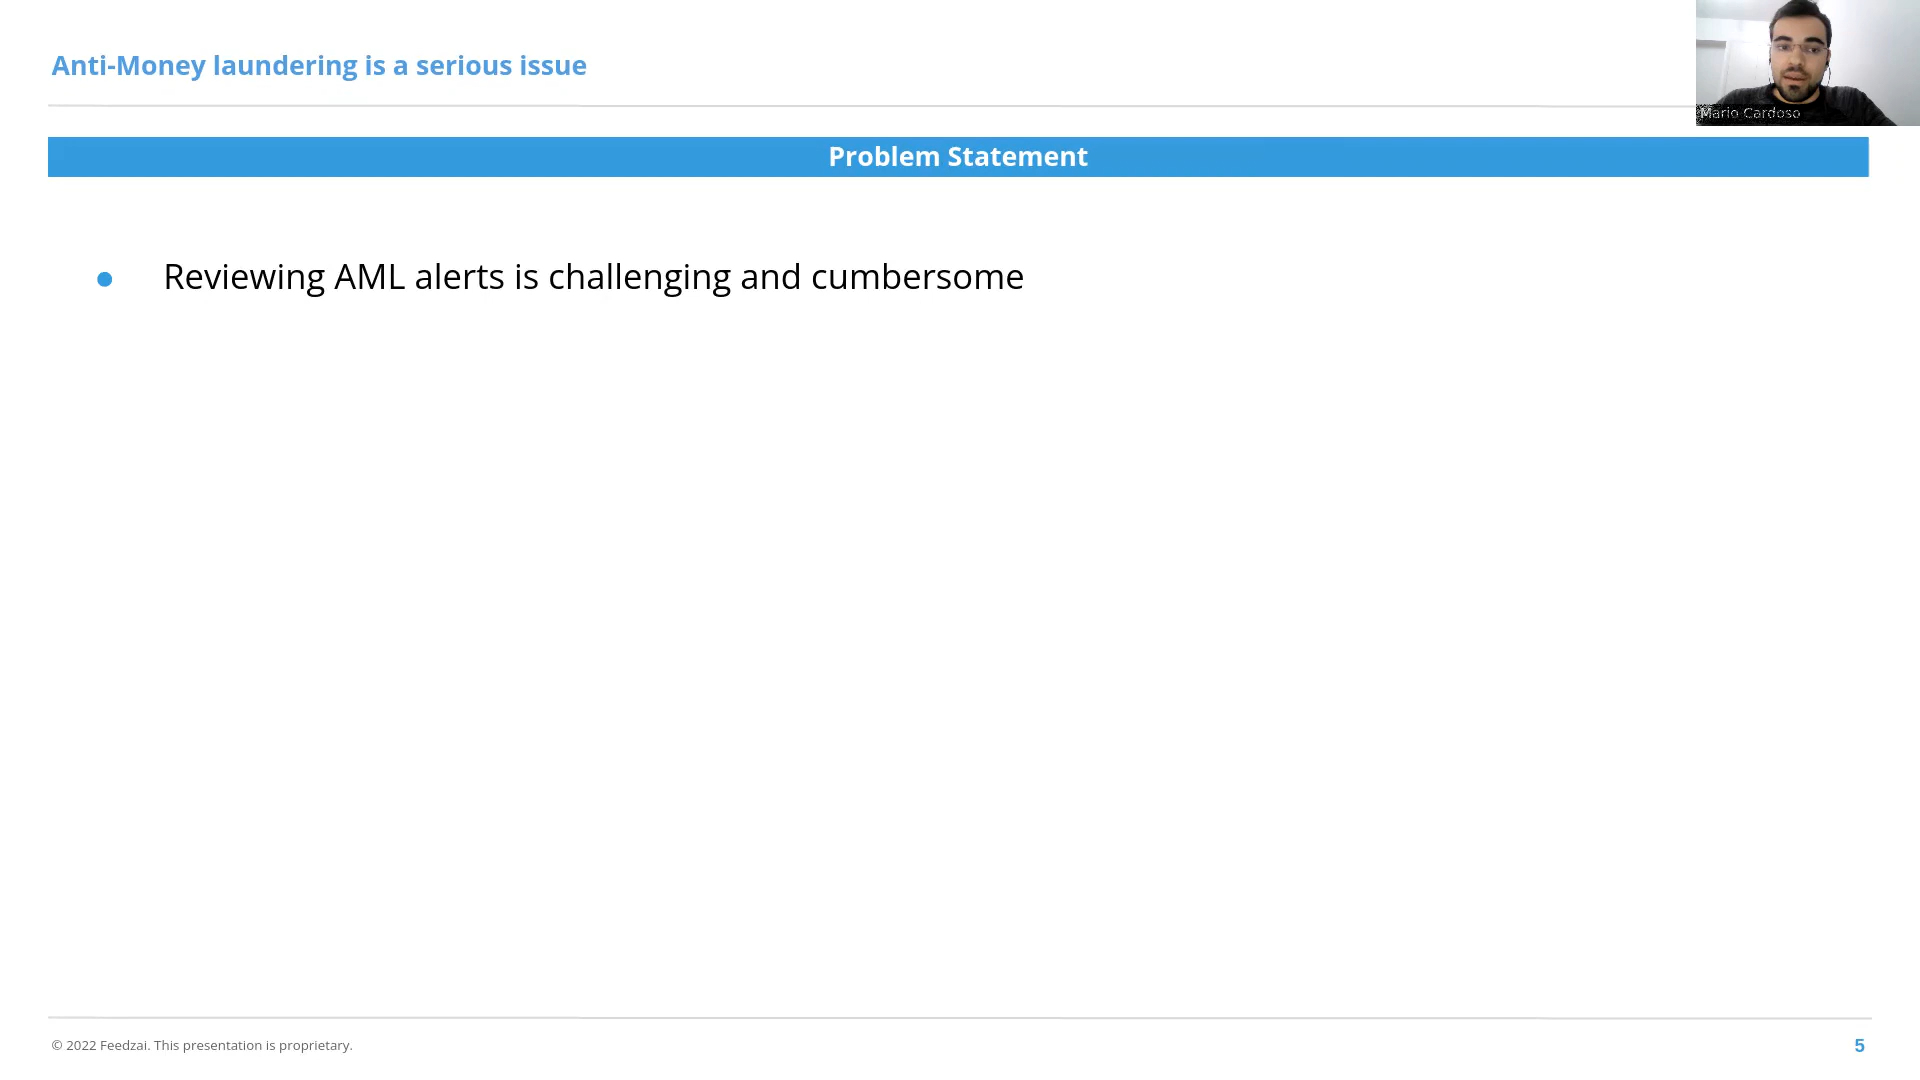 Anti-Money laundering is a serious issue
Mario Cardoso
Problem Statement
● Reviewing AML alerts is challenging and cumbersome
© 2022 Feedzai. This presentation is proprietary.
5